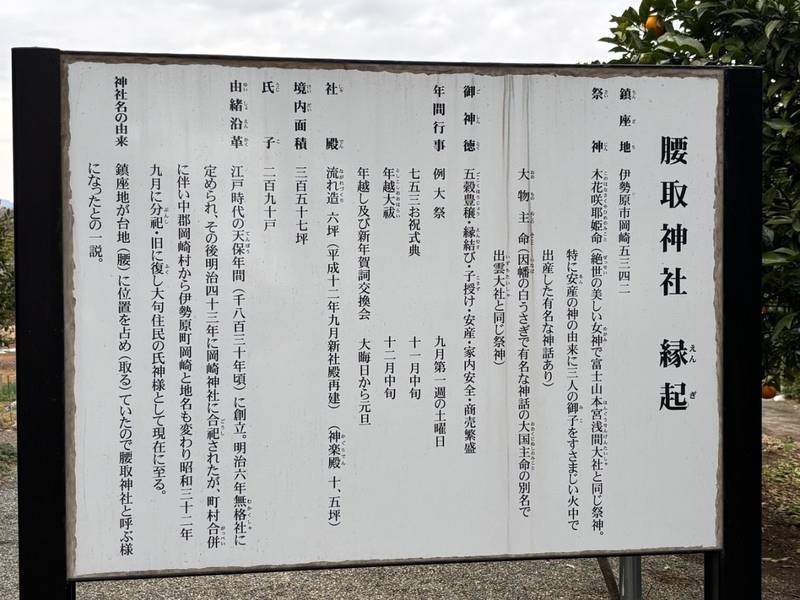 腰取神社 縁起
鎮座地 伊勢原市岡崎五三四二
祭神 木花咲耶姫命(絶世の美しい女神で富士山本宮浅間大社と同じ祭神。
特に安産の神の由来に三人の御子をすさまじい火中で
出産した有名な神話あり)
大物主命(因幡の白うさぎで有名な神話の大国主命の別名で
出雲大社と同じ祭神)
御神徳 五穀豊穣・縁結び・子授け・安産・家内安全・商売繁盛
年間行事 例大祭 九月第一週の土曜日
七五三お祝式典 十一月中旬
年越大祓 十二月中旬
年越し及び新年賀詞交換会 大晦日から元旦
社殿 流れ造 六坪(平成十二年九月新社殿再建) (神楽殿 十、五坪)
境内面積 三百五十七坪
氏子 二百九十戸
由緒沿革 江戸時代の天保年間(千八百三十年頃)に創立。明治六年無格社に
定められ、その後明治四十三年に岡崎神社に合祀されたが、町村合併
に伴い中郡岡崎村から伊勢原町岡崎と地名も変わり昭和三十二年
九月に分祀・旧に復し大句住民の氏神様として現在に至る。
神社名の由来 鎮座地が台地(腰)に位置を占め(取る)ていたので腰取神社と呼ぶ様
になったとの一説。